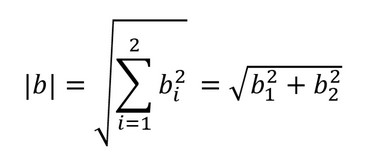 |b| = √(∑_{i=1}^{2} b_i^2) = √(b_1^2 + b_2^2)